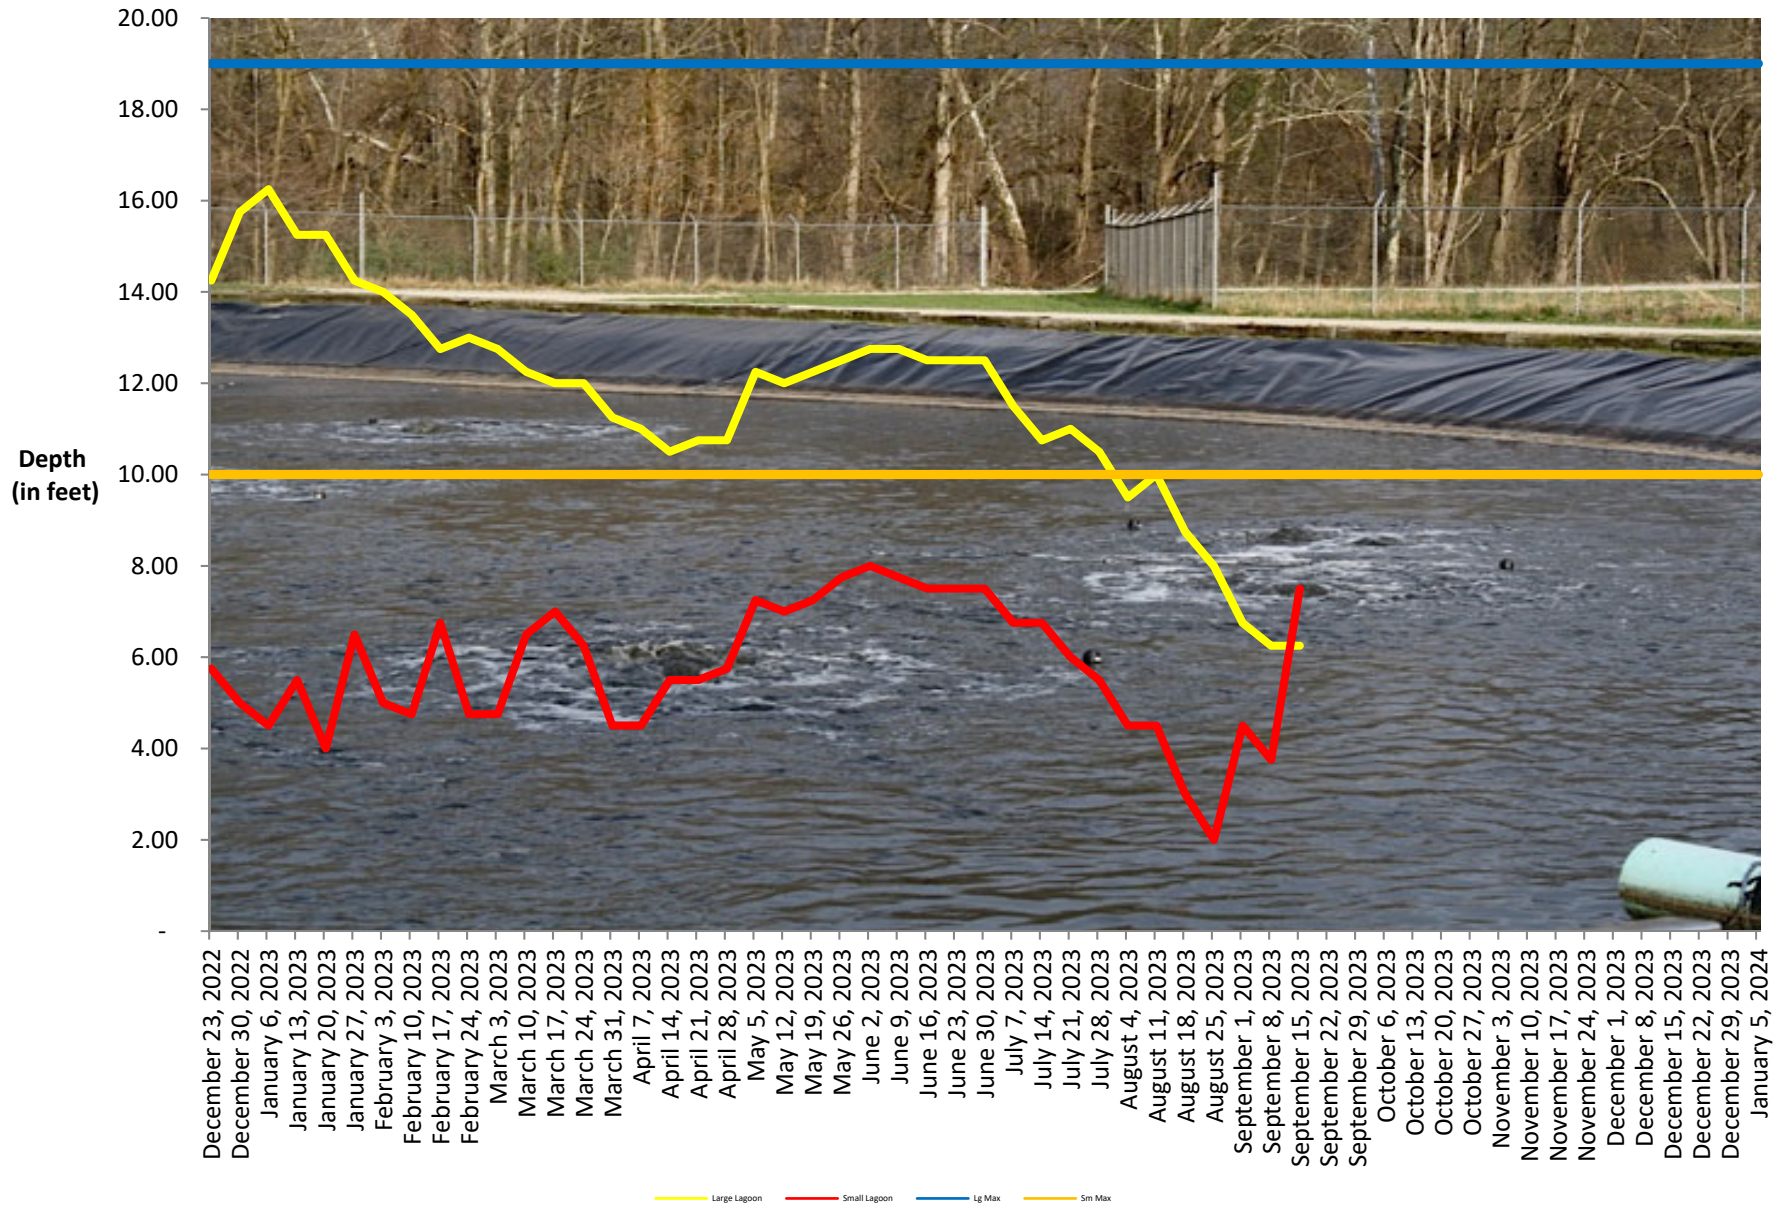 20.00
18.00
16.00
14.00
12.00
10.00
8.00
6.00
4.00
2.00
-
Depth
(in feet)
December 23, 2022
December 30, 2022
January 6, 2023
January 13, 2023
January 20, 2023
January 27, 2023
February 3, 2023
February 10, 2023
February 17, 2023
February 24, 2023
March 3, 2023
March 10, 2023
March 17, 2023
March 24, 2023
March 31, 2023
April 7, 2023
April 14, 2023
April 21, 2023
April 28, 2023
May 5, 2023
May 12, 2023
May 19, 2023
May 26, 2023
June 2, 2023
June 9, 2023
June 16, 2023
June 23, 2023
June 30, 2023
July 7, 2023
July 14, 2023
July 21, 2023
July 28, 2023
August 4, 2023
August 11, 2023
August 18, 2023
August 25, 2023
September 1, 2023
September 8, 2023
September 15, 2023
September 22, 2023
September 29, 2023
October 6, 2023
October 13, 2023
October 20, 2023
October 27, 2023
November 3, 2023
November 10, 2023
November 17, 2023
November 24, 2023
December 1, 2023
December 8, 2023
December 15, 2023
December 22, 2023
December 29, 2023
January 5, 2024
Large Lagoon
Small Lagoon
Lg Max
Sm Max